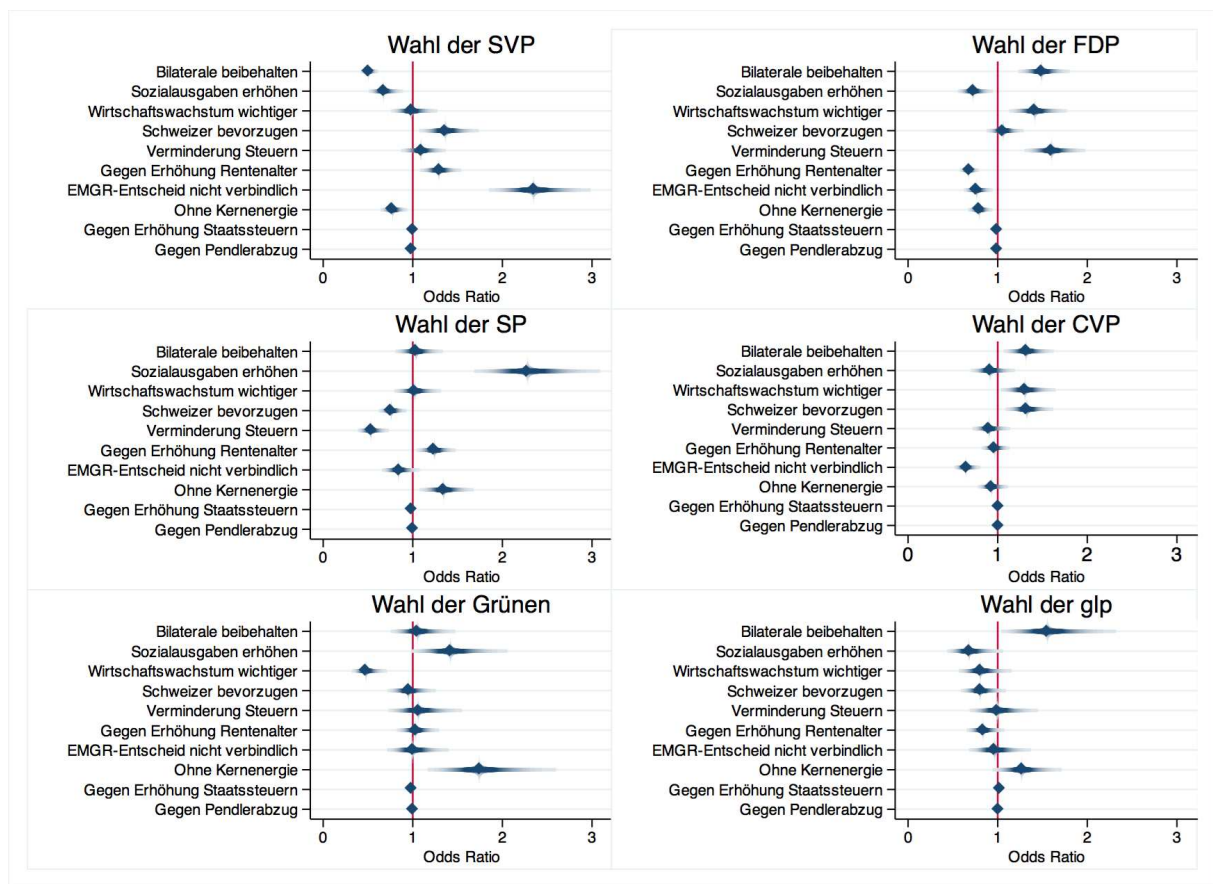 Wahl der SVP
Bilaterale beibehalten
Sozialausgaben erhöhen
Wirtschaftswachstum wichtiger
Schweizer bevorzugen
Verminderung Steuern
Gegen Erhöhung Rentenalter
EMGR-Entscheid nicht verbindlich
Ohne Kernenergie
Gegen Erhöhung Staatssteuern
Gegen Pendlerabzug
0 1 2 3
Odds Ratio
Wahl der FDP
Bilaterale beibehalten
Sozialausgaben erhöhen
Wirtschaftswachstum wichtiger
Schweizer bevorzugen
Verminderung Steuern
Gegen Erhöhung Rentenalter
EMGR-Entscheid nicht verbindlich
Ohne Kernenergie
Gegen Erhöhung Staatssteuern
Gegen Pendlerabzug
0 1 2 3
Odds Ratio
Wahl der SP
Bilaterale beibehalten
Sozialausgaben erhöhen
Wirtschaftswachstum wichtiger
Schweizer bevorzugen
Verminderung Steuern
Gegen Erhöhung Rentenalter
EMGR-Entscheid nicht verbindlich
Ohne Kernenergie
Gegen Erhöhung Staatssteuern
Gegen Pendlerabzug
0 1 2 3
Odds Ratio
Wahl der CVP
Bilaterale beibehalten
Sozialausgaben erhöhen
Wirtschaftswachstum wichtiger
Schweizer bevorzugen
Verminderung Steuern
Gegen Erhöhung Rentenalter
EMGR-Entscheid nicht verbindlich
Ohne Kernenergie
Gegen Erhöhung Staatssteuern
Gegen Pendlerabzug
0 1 2 3
Odds Ratio
Wahl der Grünen
Bilaterale beibehalten
Sozialausgaben erhöhen
Wirtschaftswachstum wichtiger
Schweizer bevorzugen
Verminderung Steuern
Gegen Erhöhung Rentenalter
EMGR-Entscheid nicht verbindlich
Ohne Kernenergie
Gegen Erhöhung Staatssteuern
Gegen Pendlerabzug
0 1 2 3
Odds Ratio
Wahl der glp
Bilaterale beibehalten
Sozialausgaben erhöhen
Wirtschaftswachstum wichtiger
Schweizer bevorzugen
Verminderung Steuern
Gegen Erhöhung Rentenalter
EMGR-Entscheid nicht verbindlich
Ohne Kernenergie
Gegen Erhöhung Staatssteuern
Gegen Pendlerabzug
0 1 2 3
Odds Ratio